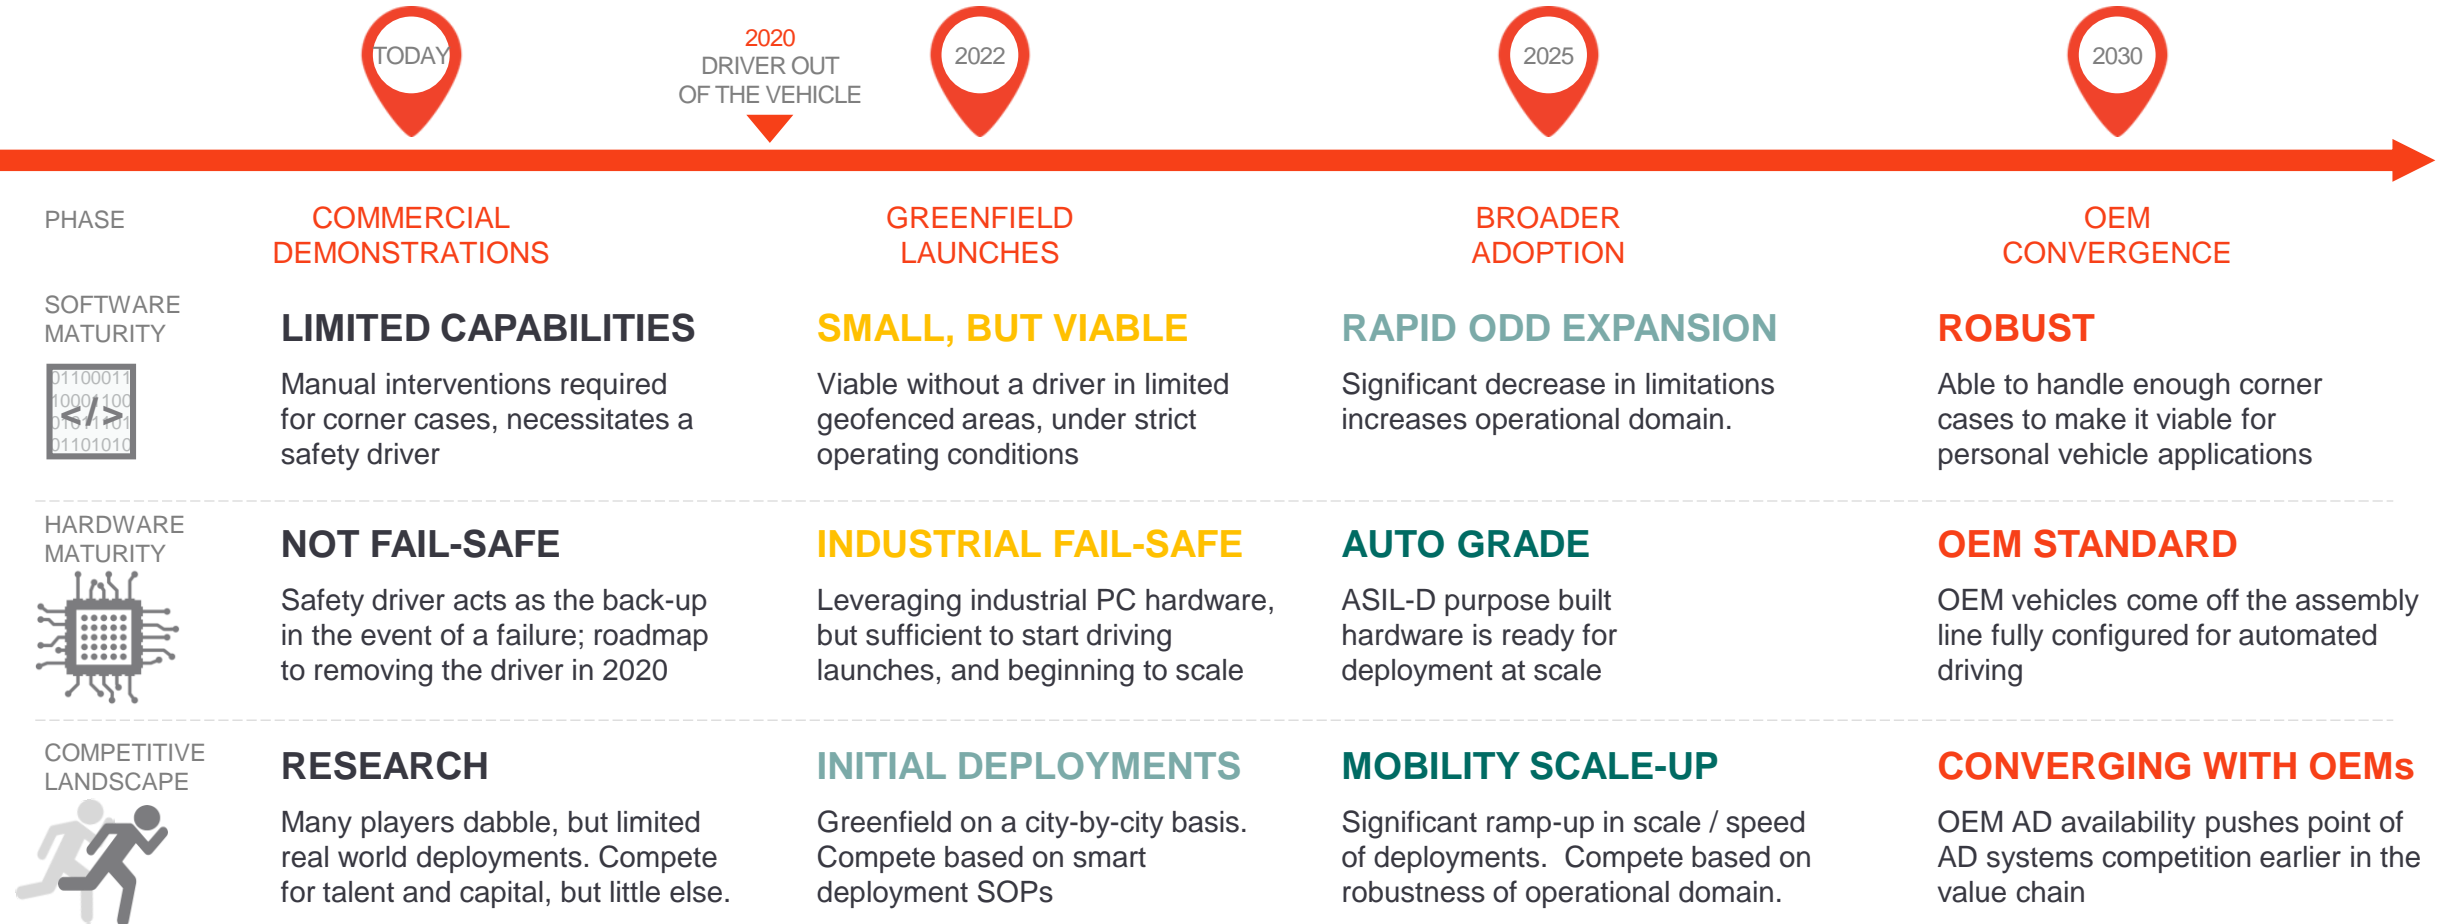 TODAY
2020
DRIVER OUT
OF THE VEHICLE
2022
2025
2030
PHASE
COMMERCIAL
DEMONSTRATIONS
GREENFIELD
LAUNCHES
BROADER
ADOPTION
OEM
CONVERGENCE
SOFTWARE
MATURITY
01100011
10001100
</>
01011101
01101010
LIMITED CAPABILITIES
Manual interventions required
for corner cases, necessitates a
safety driver
SMALL, BUT VIABLE
Viable without a driver in limited
geofenced areas, under strict
operating conditions
RAPID ODD EXPANSION
Significant decrease in limitations
increases operational domain.
ROBUST
Able to handle enough corner
cases to make it viable for
personal vehicle applications
HARDWARE
MATURITY
NOT FAIL-SAFE
Safety driver acts as the back-up
in the event of a failure; roadmap
to removing the driver in 2020
INDUSTRIAL FAIL-SAFE
Leveraging industrial PC hardware,
but sufficient to start driving
launches, and beginning to scale
AUTO GRADE
ASIL-D purpose built
hardware is ready for
deployment at scale
OEM STANDARD
OEM vehicles come off the assembly
line fully configured for automated
driving
COMPETITIVE
LANDSCAPE
RESEARCH
Many players dabble, but limited
real world deployments. Compete
for talent and capital, but little else.
INITIAL DEPLOYMENTS
Greenfield on a city-by-city basis.
Compete based on smart
deployment SOPs
MOBILITY SCALE-UP
Significant ramp-up in scale / speed
of deployments.  Compete based on
robustness of operational domain.
CONVERGING WITH OEMs
OEM AD availability pushes point of
AD systems competition earlier in the
value chain